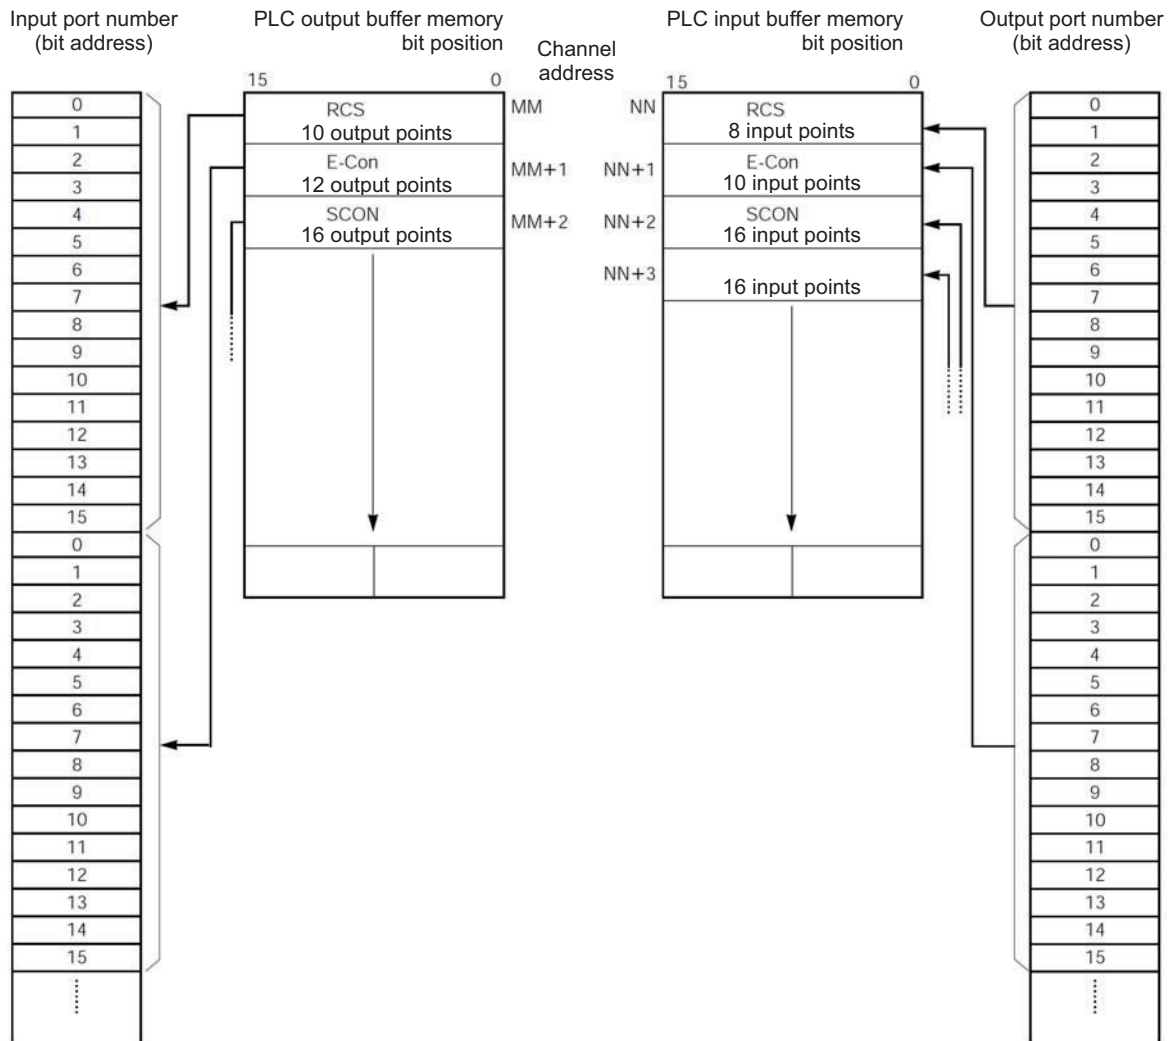 Input port number
(bit address)
PLC output buffer memory
bit position
Channel
address
PLC input buffer memory
bit position
Output port number
(bit address)
15 0
15 0
0
1
2
3
4
5
6
7
8
9
10
11
12
13
14
15
0
1
2
3
4
5
6
7
8
9
10
11
12
13
14
15
RCS
10 output points
E-Con
12 output points
SCON
16 output points
MM
MM+1
MM+2
NN
NN+1
NN+2
NN+3
RCS
8 input points
E-Con
10 input points
SCON
16 input points
16 input points
0
1
2
3
4
5
6
7
8
9
10
11
12
13
14
15
0
1
2
3
4
5
6
7
8
9
10
11
12
13
14
15